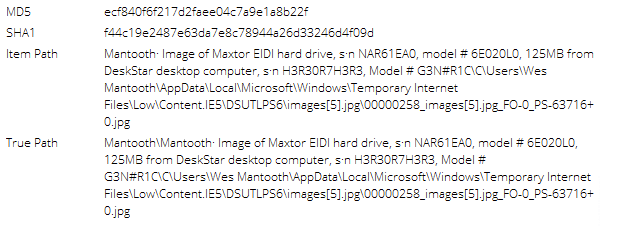 MD5 ecf840f6f217d2faee04c7a9e1a8b22f
SHA1 f44c19e2487e63da7e8c78944a26d33246d4f09d
Item Path Mantooth· Image of Maxtor EIDI hard drive, s·n NAR61EA0, model # 6E020L0, 125MB from
DeskStar desktop computer, s·n H3R30R7H3R3, Model # G3N#R1C\C\Users\Wes
Mantooth\AppData\Local\Microsoft\Windows\Temporary Internet
Files\Low\Content.IE5\DSUTLPS6\images[5].jpg\00000258_images[5].jpg_FO-0_PS-63716+
0.jpg
True Path Mantooth\Mantooth· Image of Maxtor EIDI hard drive, s·n NAR61EA0, model # 6E020L0,
125MB from DeskStar desktop computer, s·n H3R30R7H3R3, Model #
G3N#R1C\C\Users\Wes Mantooth\AppData\Local\Microsoft\Windows\Temporary Internet
Files\Low\Content.IE5\DSUTLPS6\images[5].jpg\00000258_images[5].jpg_FO-0_PS-63716+
0.jpg